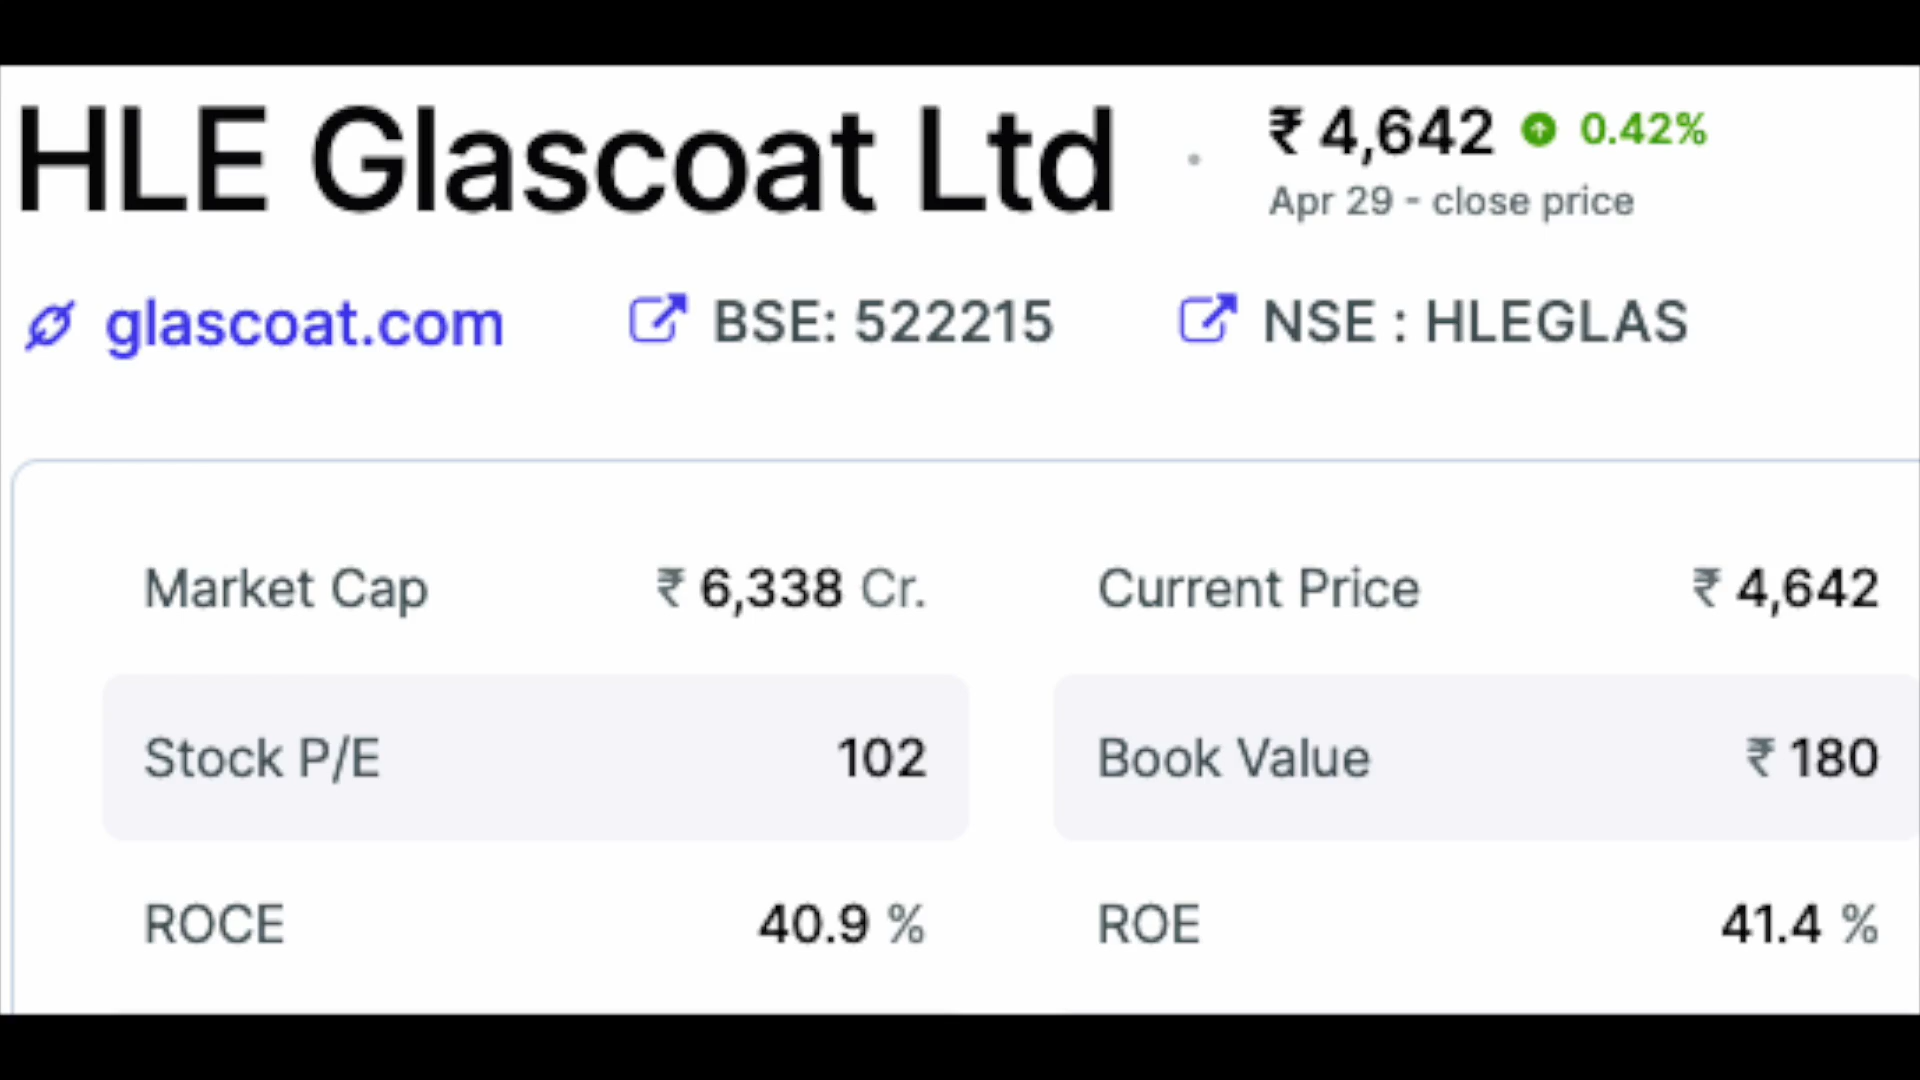 HLE Glascoat Ltd
₹ 4,642 0.42%
Apr 29 - close price
glascoat.com BSE: 522215 NSE : HLEGLAS
Market Cap ₹ 6,338 Cr. Current Price ₹ 4,642
Stock P/E 102 Book Value ₹ 180
ROCE 40.9 % ROE 41.4 %